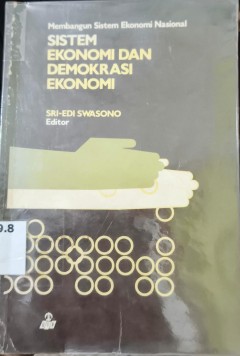 Membangun Sistem Ekonomi Nasional
SISTEM
EKONOMI DAN
DEMOKRASI
EKONOMI
SRI-EDI SWASONO
Editor
9.8